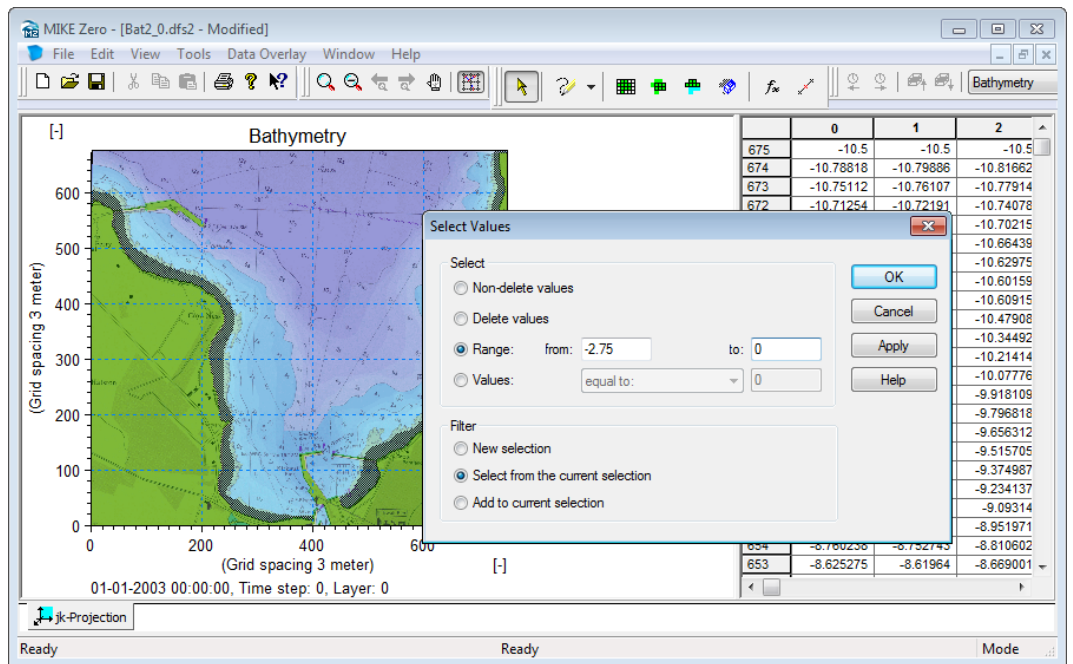 MIKE Zero - [Bat2_0.dfs2 - Modified]
File Edit View Tools Data Overlay Window Help
Bathymetry
[-]
Bathymetry
600
500
400
300
200
100
0
(Grid spacing 3 meter)
0 200 400 600
(Grid spacing 3 meter)
[-]
01-01-2003 00:00:00, Time step: 0, Layer: 0
0 1 2
675 -10.5 -10.5 -10.5
674 -10.78818 -10.79886 -10.81662
673 -10.75112 -10.76107 -10.77914
672 -10.71254 -10.72191 -10.74078
-10.70215
-10.66439
-10.62975
-10.60159
-10.60915
-10.47908
-10.34492
-10.21414
-10.07776
-9.918109
-9.796818
-9.656312
-9.515705
-9.374987
-9.234137
-9.09314
-8.951971
654 -8.760238 -8.752743 -8.810602
653 -8.625275 -8.61964 -8.669001
Select Values
Select
Non-delete values
Delete values
Range: from: -2.75 to: 0
Values: equal to: 0
Filter
New selection
Select from the current selection
Add to current selection
OK
Cancel
Apply
Help
jk-Projection
Ready Ready Mode